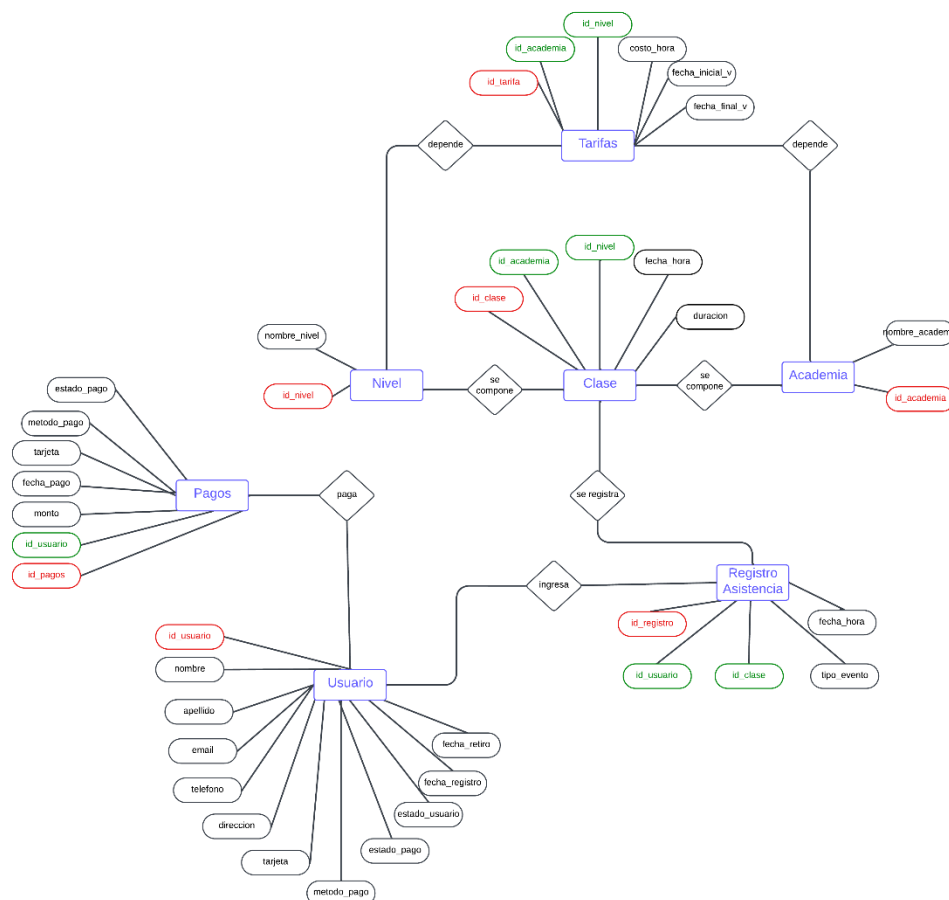 id_nivel
id_academia
costo_hora
fecha_inicial_v
id_tarifa
fecha_final_v
depende
Tarifas
depende
id_nivel
id_academia
fecha_hora
id_clase
duracion
nombre_nivel
nombre_academ
Nivel
se
compone
Clase
se
compone
Academia
id_nivel
id_academia
estado_pago
metodo_pago
tarjeta
fecha_pago
monto
id_usuario
id_pagos
Pagos
paga
se registra
ingresa
Registro
Asistencia
id_registro
fecha_hora
id_usuario
id_clase
tipo_evento
id_usuario
nombre
Usuario
apellido
email
telefono
direccion
tarjeta
metodo_pago
estado_pago
estado_usuario
fecha_registro
fecha_retiro